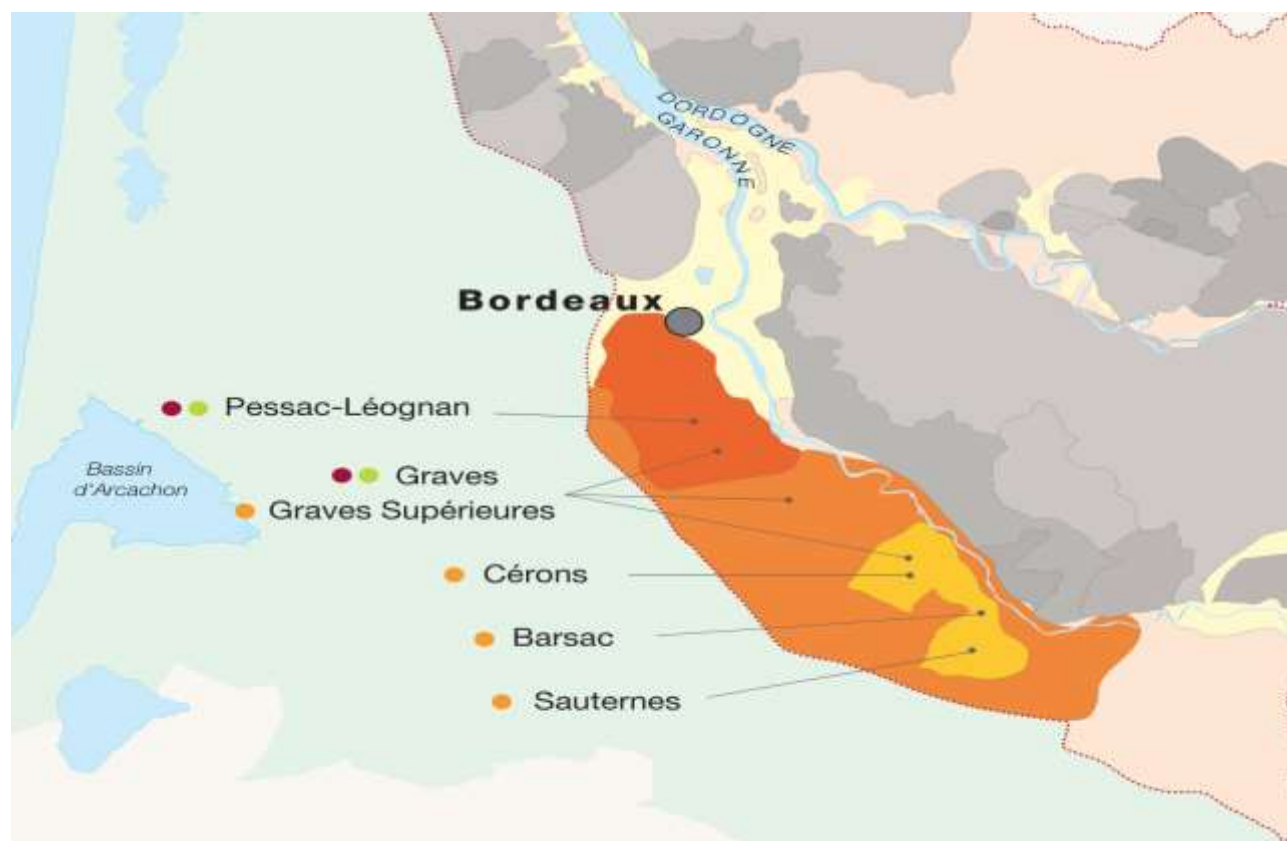 DORDOGNE
GARONNE
Bordeaux
Pessac-Léognan
Bassin
d'Arcachon
Graves
Graves Supérieures
Cérons
Barsac
Sauternes